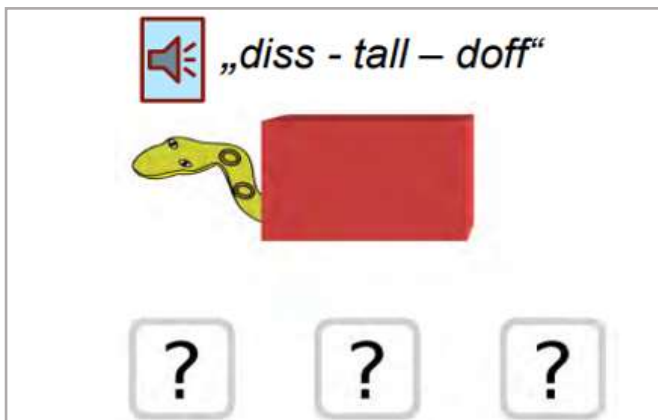 „diss - tall – doff“
? ? ?